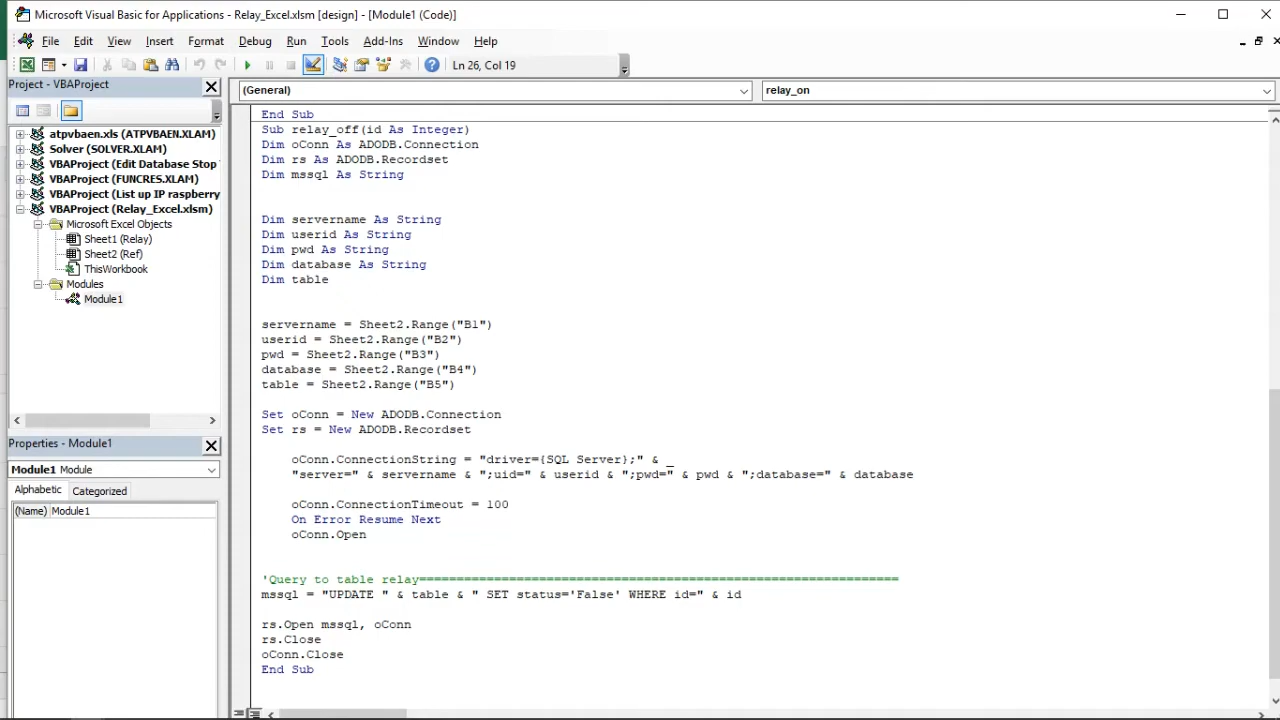 Microsoft Visual Basic for Applications - Relay_Excel.xlsm [design] - [Module1 (Code)]
File Edit View Insert Format Debug Run Tools Add-Ins Window Help
Ln 26, Col 19
Project - VBAProject
(General)
relay_on
atpvbaen.xls (ATPVBAEN.XLAM)
Solver (SOLVER.XLAM)
VBAProject (Edit Database Stop
VBAProject (FUNCRES.XLAM)
VBAProject (List up IP raspberry
VBAProject (Relay_Excel.xlsm)
Microsoft Excel Objects
Sheet1 (Relay)
Sheet2 (Ref)
ThisWorkbook
Modules
Module1
Properties - Module1
Module1 Module
Alphabetic Categorized
(Name) Module1
End Sub
Sub relay_off(id As Integer)
Dim oConn As ADODB.Connection
Dim rs As ADODB.Recordset
Dim mssql As String
Dim servername As String
Dim userid As String
Dim pwd As String
Dim database As String
Dim table
servername = Sheet2.Range("B1")
userid = Sheet2.Range("B2")
pwd = Sheet2.Range("B3")
database = Sheet2.Range("B4")
table = Sheet2.Range("B5")
Set oConn = New ADODB.Connection
Set rs = New ADODB.Recordset
oConn.ConnectionString = "driver={SQL Server};" & _
"server=" & servername & ";uid=" & userid & ";pwd=" & pwd & ";database=" & database
oConn.ConnectionTimeout = 100
On Error Resume Next
oConn.Open
'Query to table relay================================================================
mssql = "UPDATE " & table & " SET status='False' WHERE id=" & id
rs.Open mssql, oConn
rs.Close
oConn.Close
End Sub